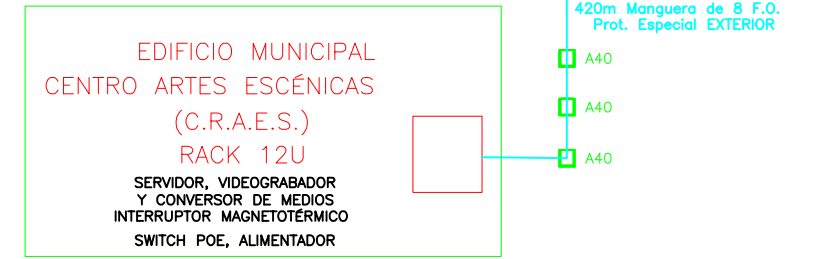 420m Manguera de 8 F.O.
Prot. Especial EXTERIOR
EDIFICIO MUNICIPAL
CENTRO ARTES ESCÉNICAS
(C.R.A.E.S.)
RACK 12U
SERVIDOR, VIDEOGRABADOR
Y CONVERSOR DE MEDIOS
INTERRUPTOR MAGNETOTÉRMICO
SWITCH POE, ALIMENTADOR
A40
A40
A40